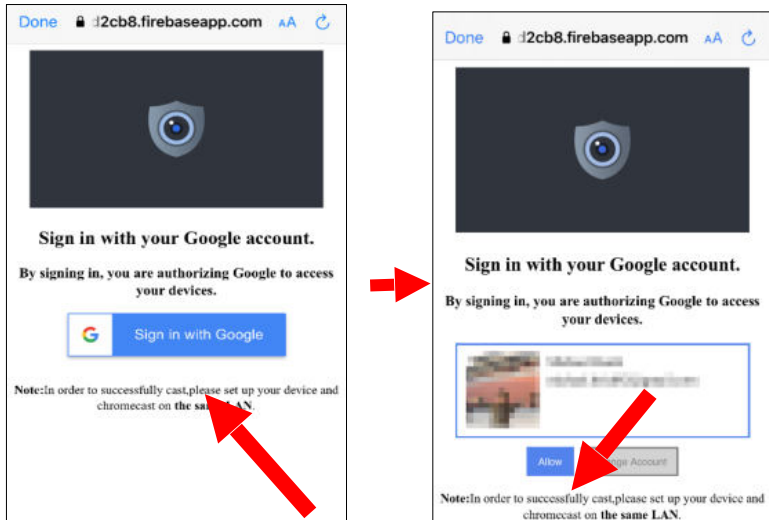 Done d2cb8.firebaseapp.com AA
Sign in with your Google account.
By signing in, you are authorizing Google to access
your devices.
G Sign in with Google
Note:In order to successfully cast,please set up your device and
chromecast on the same LAN.
Done d2cb8.firebaseapp.com AA
Sign in with your Google account.
By signing in, you are authorizing Google to access
your devices.
Allow Change Account
Note:In order to successfully cast,please set up your device and
chromecast on the same LAN.